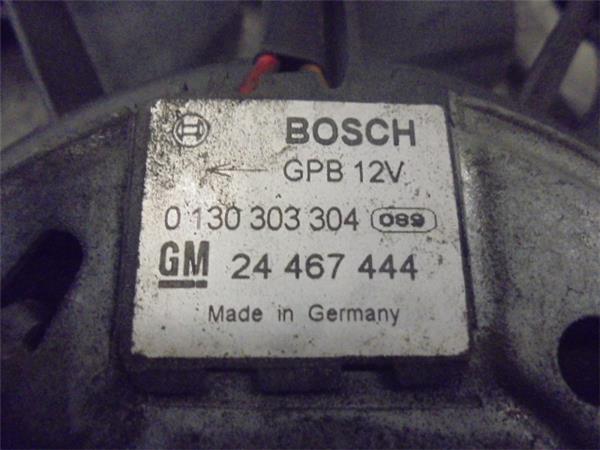 BOSCH
GPB 12V
0 130 303 304 089
GM 24 467 444
Made in Germany